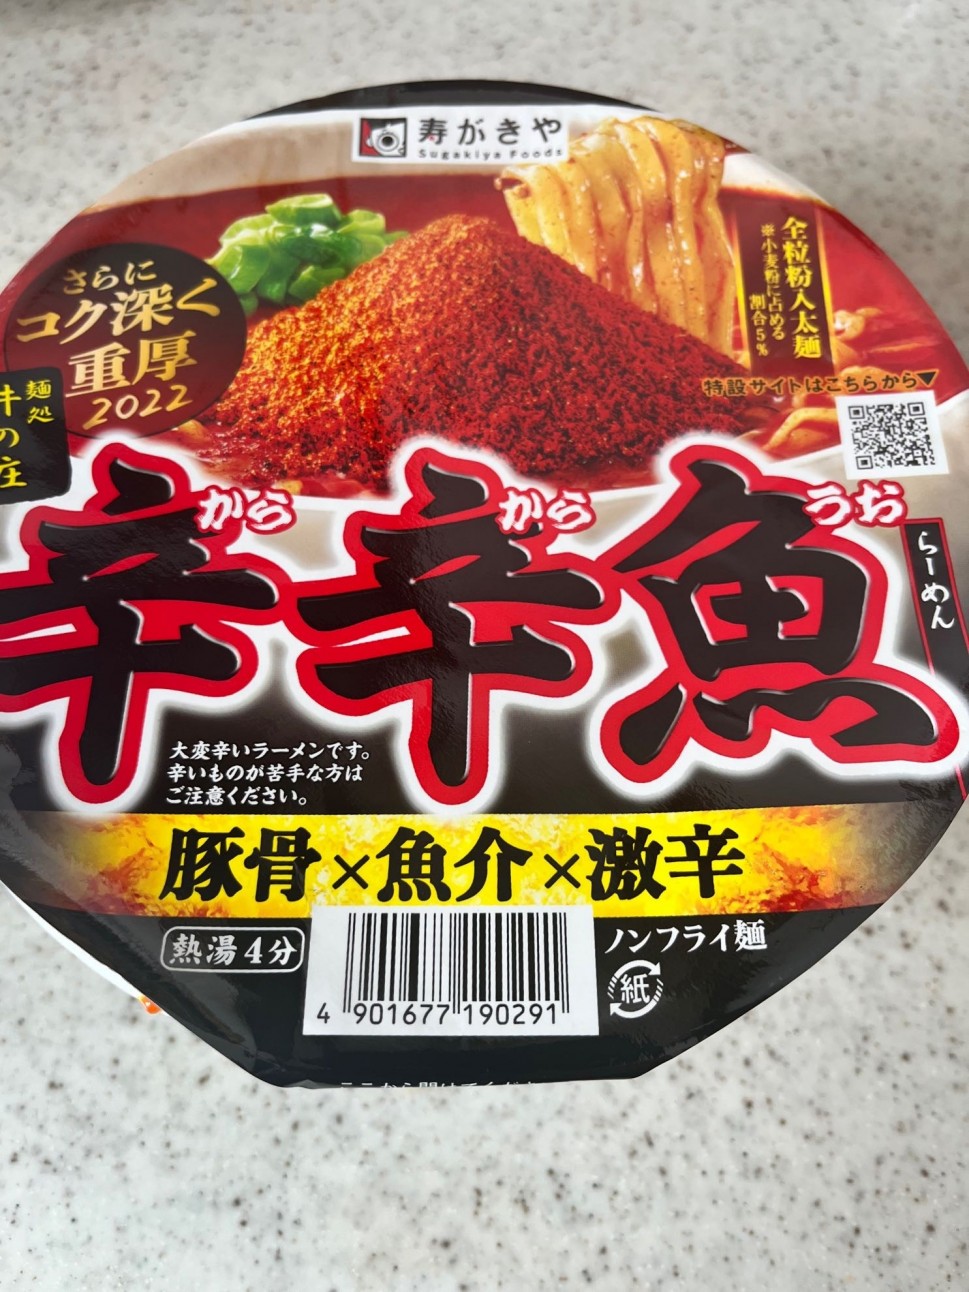 寿がきや
Sugakiya Foods
全粒粉入太麺
※小麦粉に占める
割合5%
さらに
コク深く
重厚
2022
特設サイトはこちらから▼
麺処
井の庄
から
から
うお
辛辛魚
らーめん
大変辛いラーメンです。
辛いものが苦手な方は
ご注意ください。
豚骨×魚介×激辛
熱湯4分
ノンフライ麺
紙
4 901677 190291